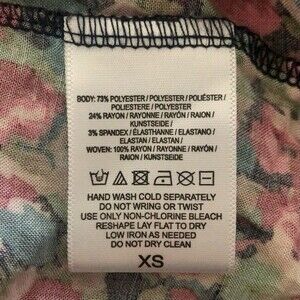 BODY: 73% POLYESTER / POLYESTER / POLIÉSTER /
POLIESTERE / POLYESTER
24% RAYON / RAYONNE / RAYÓN / RAION /
KUNSTSEIDE /
3% SPANDEX / ÉLASTHANNE / ELASTANO /
ELASTAN / ELASTAN /
WOVEN: 100% RAYON / RAYONNE / RAYÓN /
RAION / KUNSTSEIDE
HAND WASH COLD SEPARATELY
DO NOT WRING OR TWIST
USE ONLY NON-CHLORINE BLEACH
RESHAPE LAY FLAT TO DRY
LOW IRON AS NEEDED
DO NOT DRY CLEAN
XS